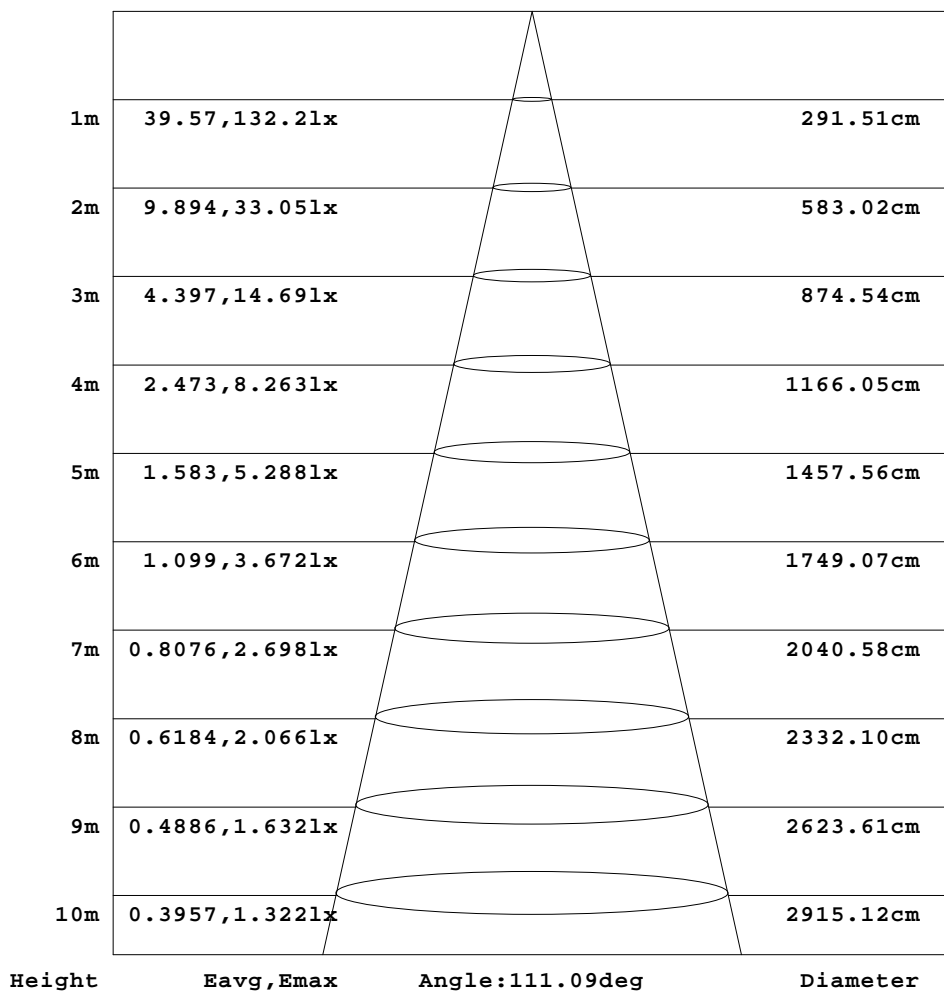 1m 39.57,132.2lx 291.51cm
2m 9.894,33.05lx 583.02cm
3m 4.397,14.69lx 874.54cm
4m 2.473,8.263lx 1166.05cm
5m 1.583,5.288lx 1457.56cm
6m 1.099,3.672lx 1749.07cm
7m 0.8076,2.698lx 2040.58cm
8m 0.6184,2.066lx 2332.10cm
9m 0.4886,1.632lx 2623.61cm
10m 0.3957,1.322lx 2915.12cm
Height Eavg,Emax Angle:111.09deg Diameter